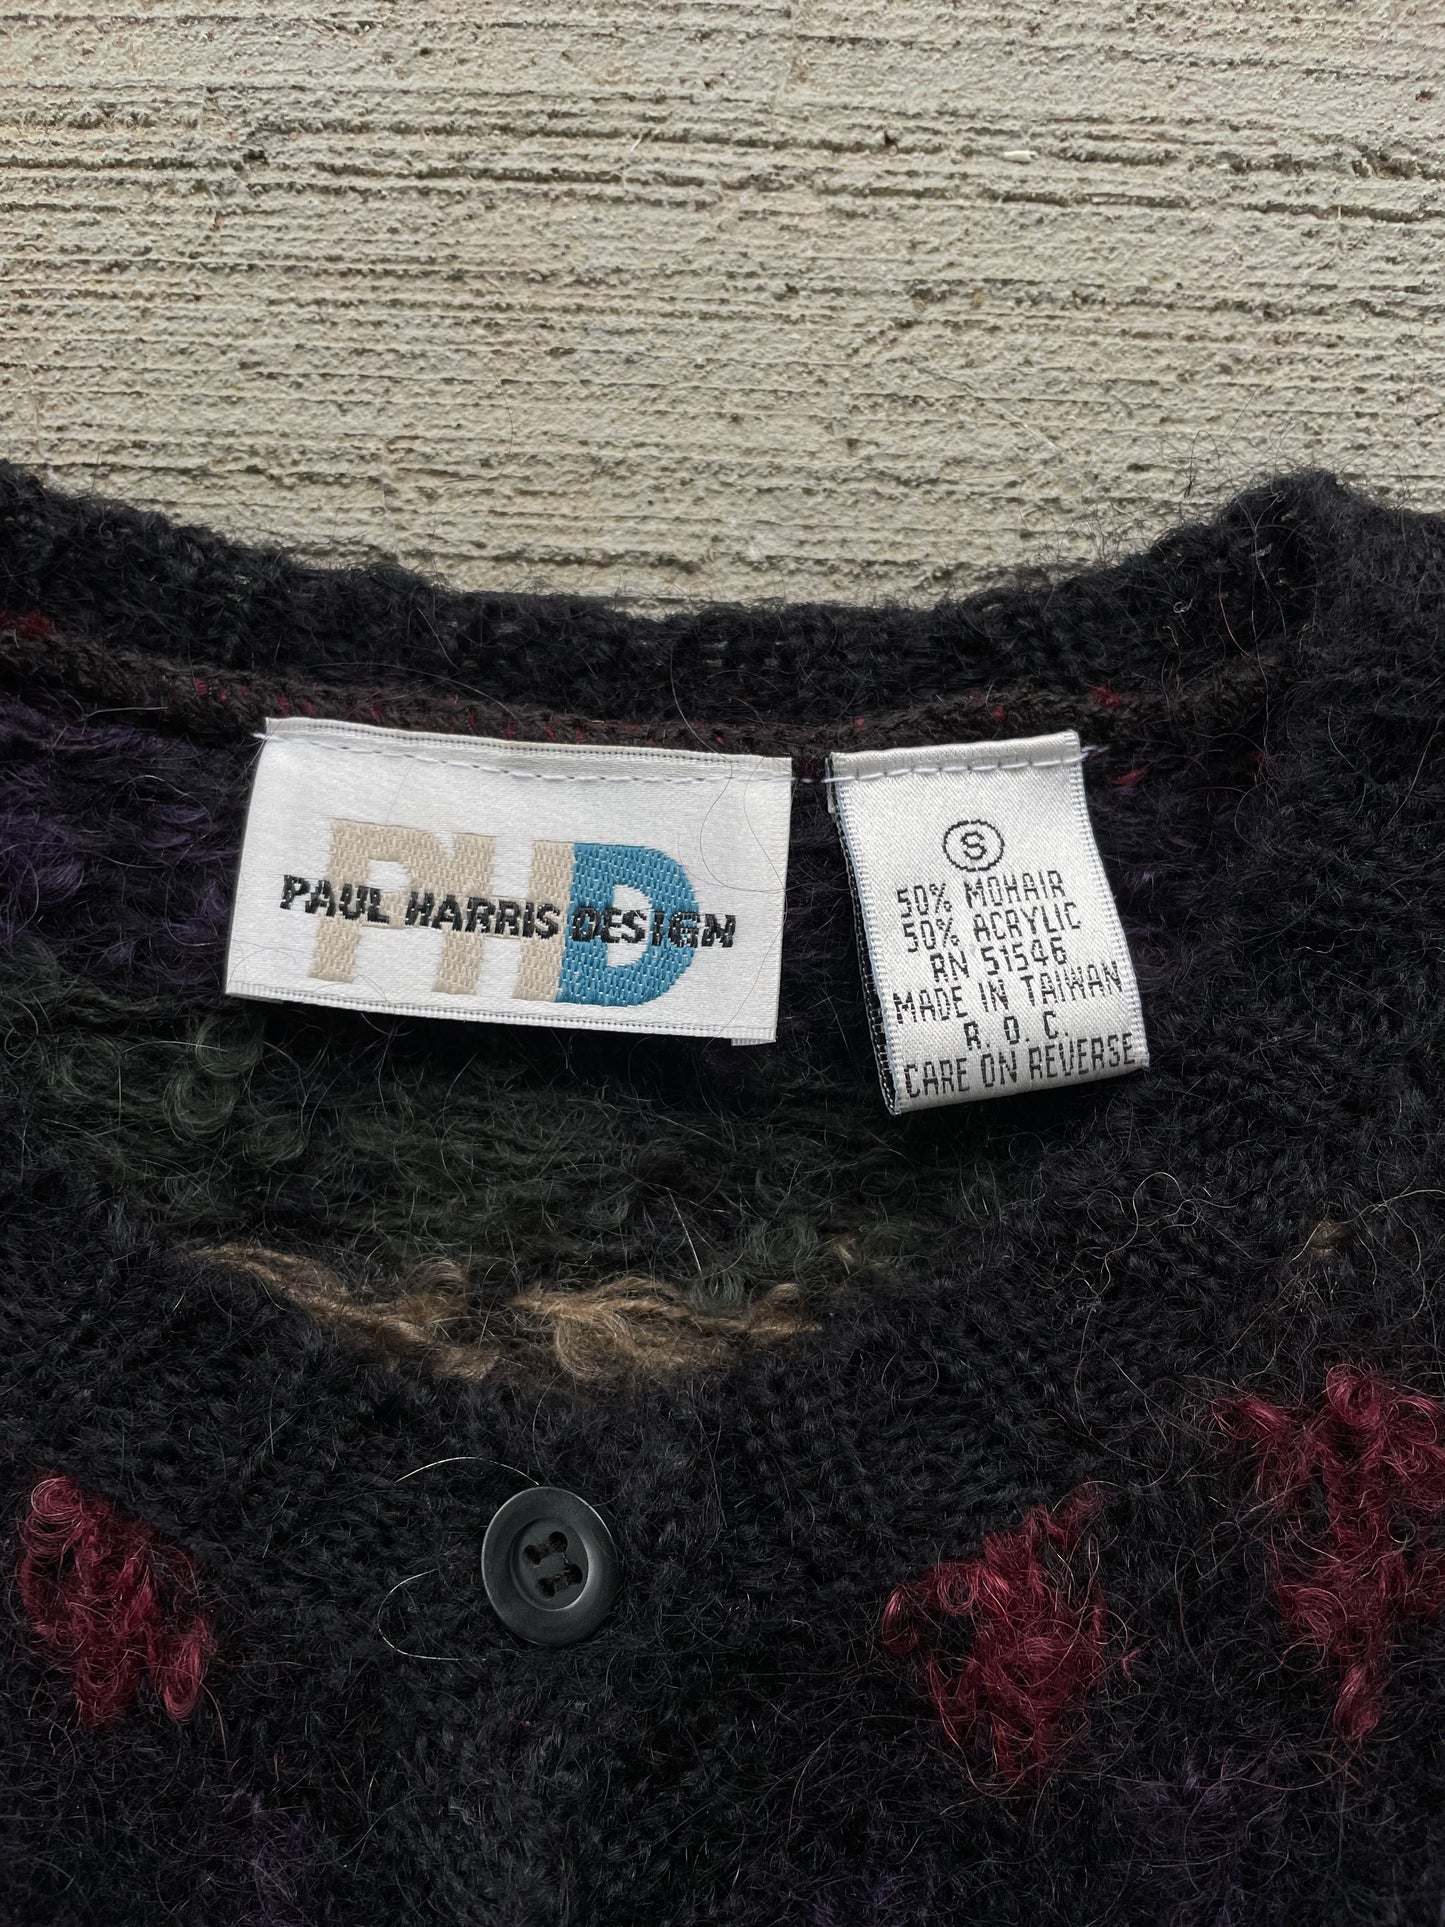 PHD
PAUL HARRIS DESIGN
S
50% MOHAIR
50% ACRYLIC
RN 51546
MADE IN TAIWAN
R. O. C.
CARE ON REVERSE